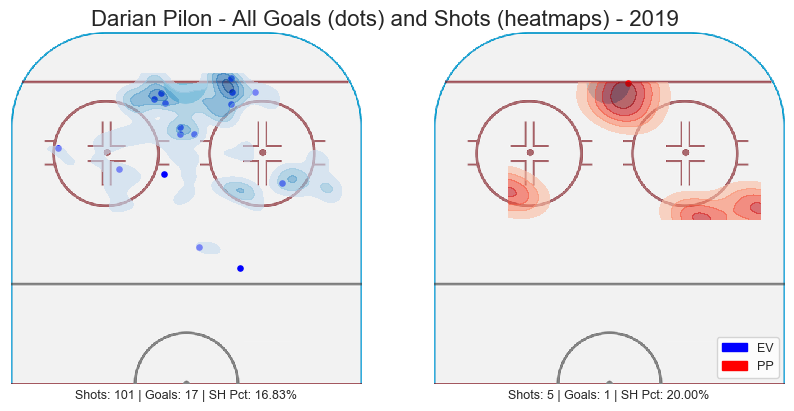 Darian Pilon - All Goals (dots) and Shots (heatmaps) - 2019
EV
PP
Shots: 101 | Goals: 17 | SH Pct: 16.83%
Shots: 5 | Goals: 1 | SH Pct: 20.00%